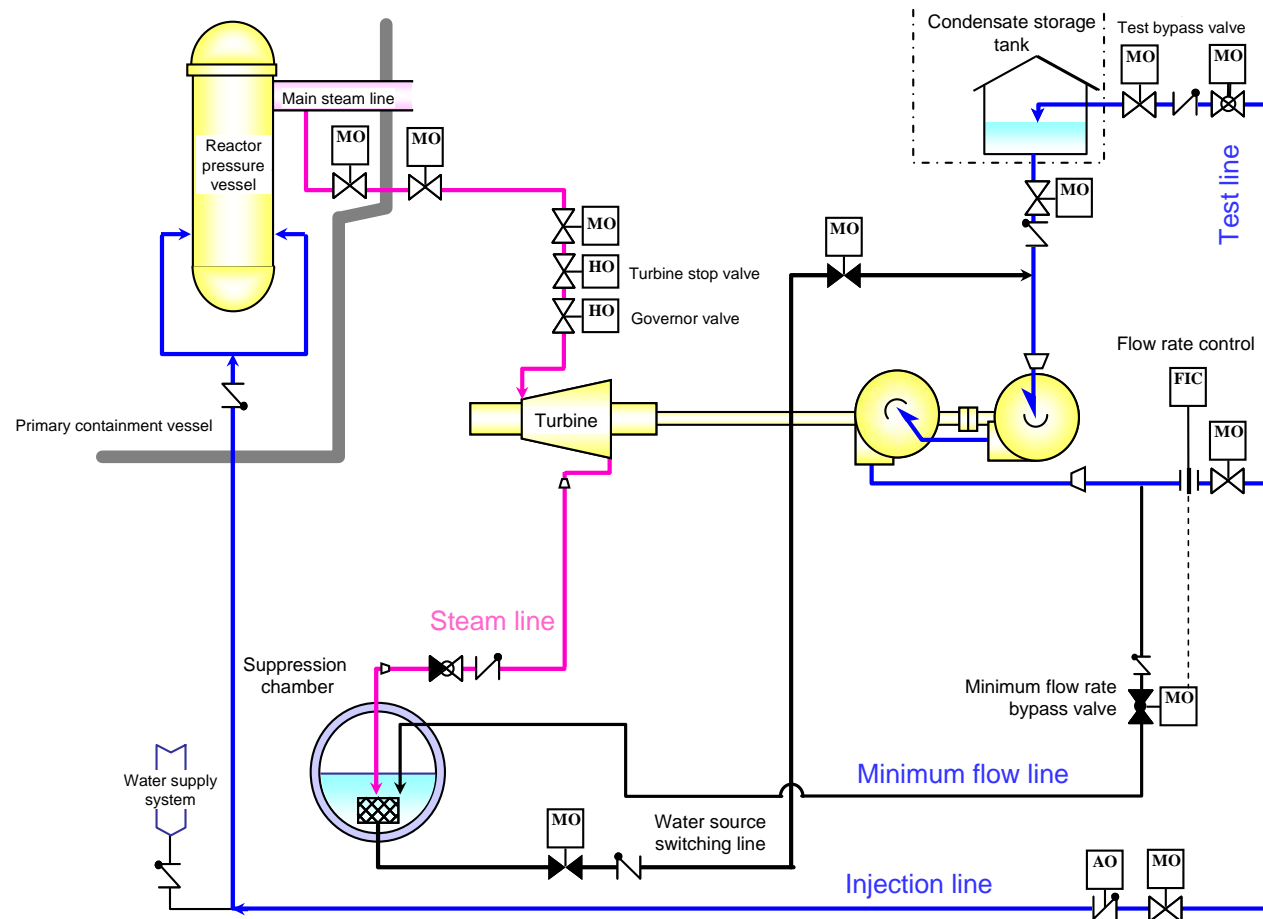 Condensate storage
tank
Test bypass valve
MO
MO
Main steam line
MO
MO
Reactor
pressure
vessel
MO
Test line
MO
MO
HO
Turbine stop valve
HO
Governor valve
Flow rate control
FIC
Turbine
Primary containment vessel
MO
Steam line
Suppression
chamber
Minimum flow rate
bypass valve
MO
Water supply
system
Minimum flow line
MO
Water source
switching line
Injection line
AO
MO